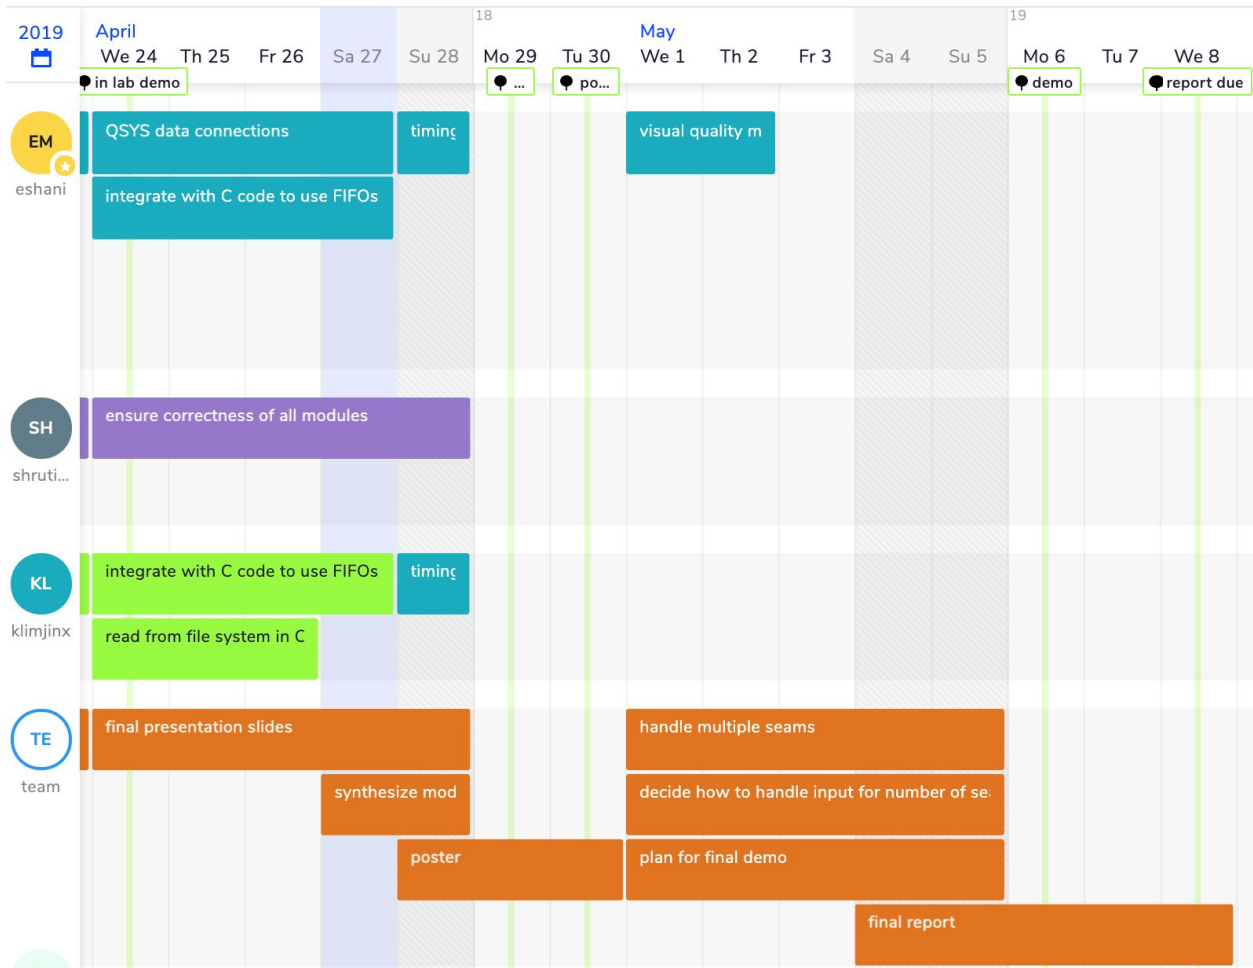 18
19
2019
April
May
We 24 Th 25 Fr 26 Sa 27 Su 28 Mo 29 Tu 30 We 1 Th 2 Fr 3 Sa 4 Su 5 Mo 6 Tu 7 We 8
in lab demo
...
po...
demo
report due
EM
eshani
QSYS data connections
timing
visual quality m
integrate with C code to use FIFOs
SH
shruti...
ensure correctness of all modules
KL
klimjinx
integrate with C code to use FIFOs
timing
read from file system in C
TE
team
final presentation slides
handle multiple seams
synthesize mod
decide how to handle input for number of sea
poster
plan for final demo
final report